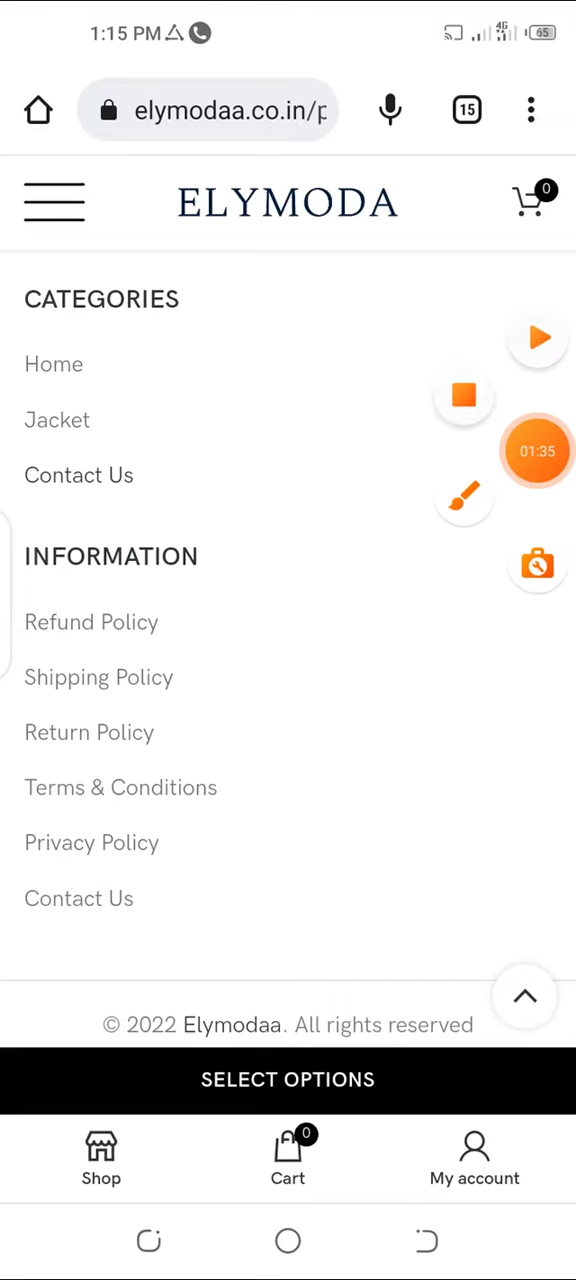 1:15 PM
4G
65
elymodaa.co.in/p
15
ELYMODA
0
CATEGORIES
Home
Jacket
Contact Us
01:35
INFORMATION
Refund Policy
Shipping Policy
Return Policy
Terms & Conditions
Privacy Policy
Contact Us
© 2022 Elymodaa. All rights reserved
SELECT OPTIONS
0
Shop
Cart
My account